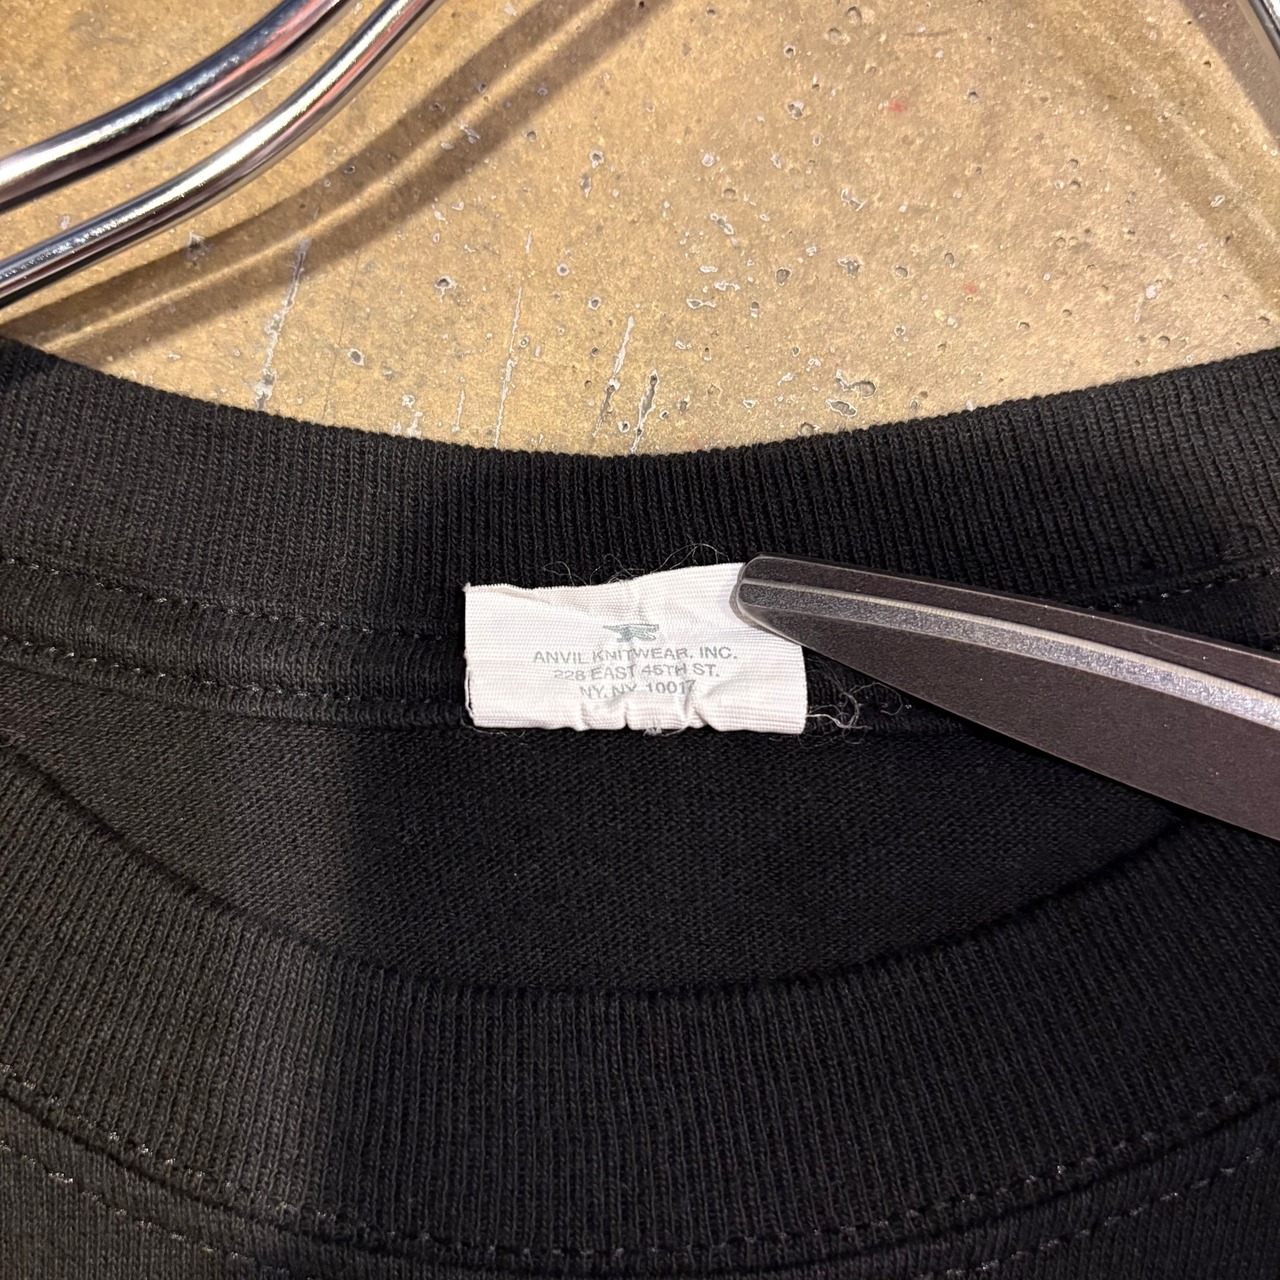 ANVIL KNITWEAR, INC.
228 EAST 45TH ST.
NY, NY 10017